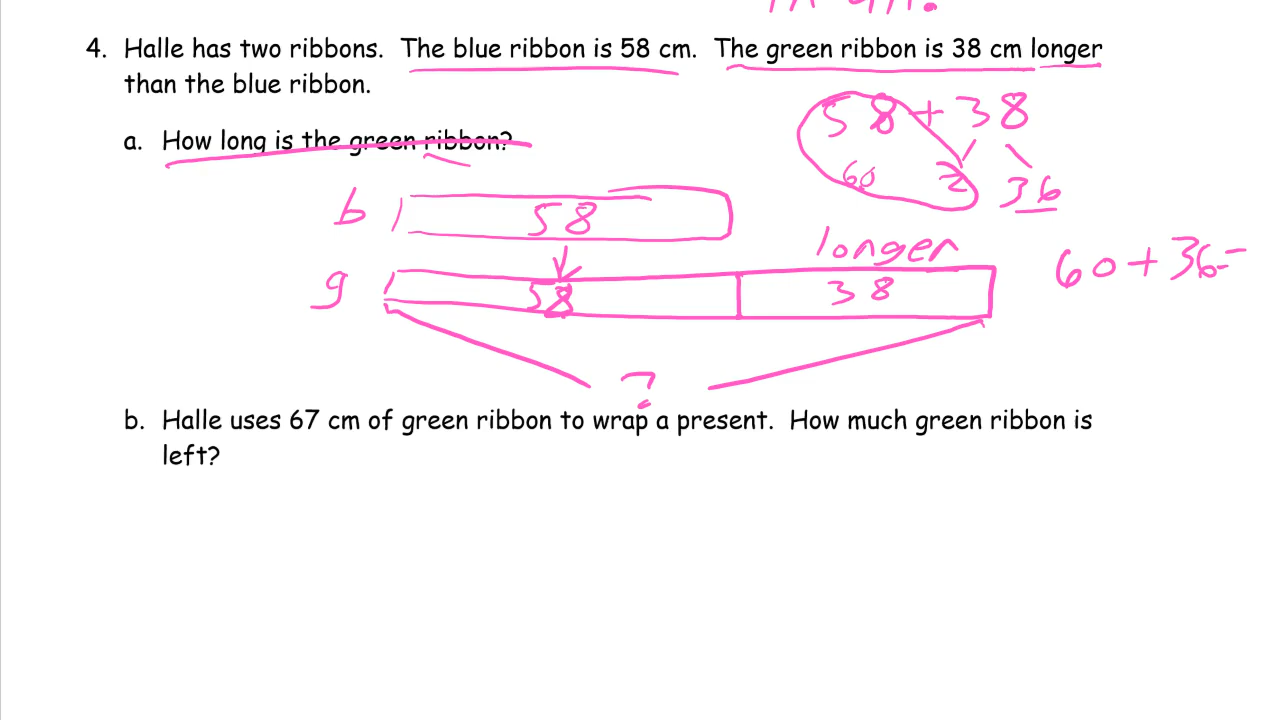 4. Halle has two ribbons. The blue ribbon is 58 cm. The green ribbon is 38 cm longer
than the blue ribbon.
58 + 38
a. How long is the green ribbon?
60 2 36
b 58
longer
60 + 36 =
g 58 38
?
b. Halle uses 67 cm of green ribbon to wrap a present. How much green ribbon is
left?